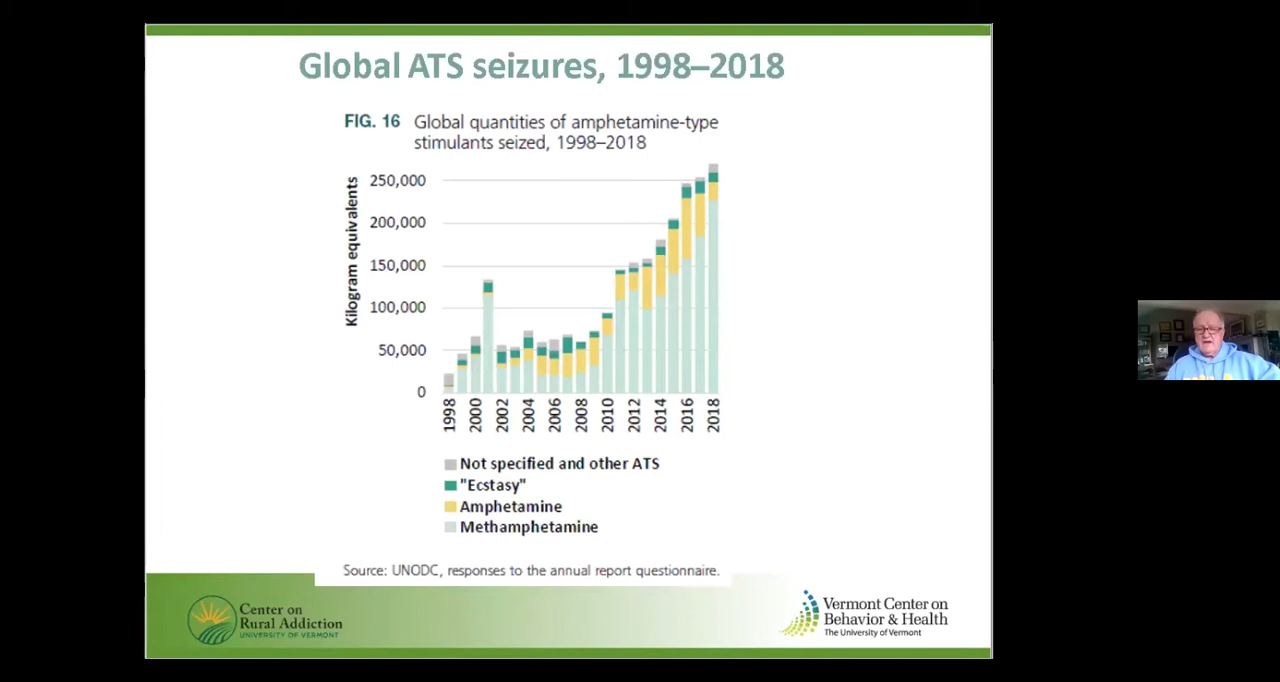 Global ATS seizures, 1998–2018
FIG. 16 Global quantities of amphetamine-type
stimulants seized, 1998–2018
Kilogram equivalents
250,000
200,000
150,000
100,000
50,000
0
1998
2000
2002
2004
2006
2008
2010
2012
2014
2016
2018
Not specified and other ATS
"Ecstasy"
Amphetamine
Methamphetamine
Source: UNODC, responses to the annual report questionnaire.
Center on
Rural Addiction
UNIVERSITY OF VERMONT
Vermont Center on
Behavior & Health
The University of Vermont